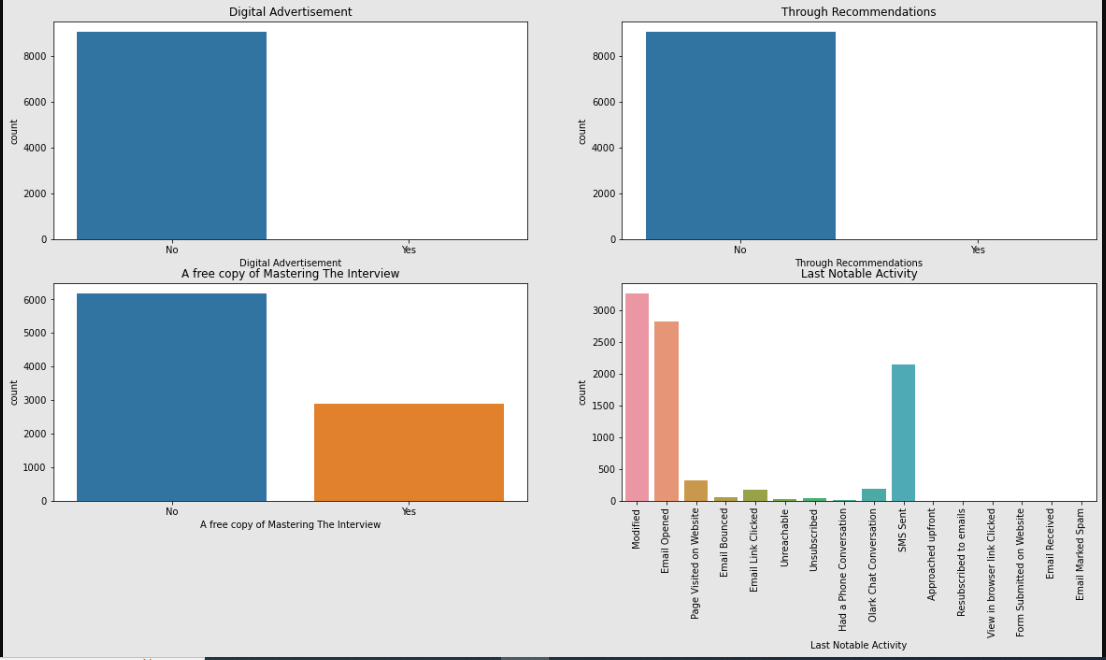 Digital Advertisement
count
8000
6000
4000
2000
0
No Yes
Digital Advertisement
Through Recommendations
count
8000
6000
4000
2000
0
No Yes
Through Recommendations
A free copy of Mastering The Interview
count
6000
5000
4000
3000
2000
1000
0
No Yes
A free copy of Mastering The Interview
Last Notable Activity
count
3000
2500
2000
1500
1000
500
0
Modified
Email Opened
Page Visited on Website
Email Bounced
Email Link Clicked
Unreachable
Unsubscribed
Had a Phone Conversation
Olark Chat Conversation
SMS Sent
Approached upfront
Resubscribed to emails
View in browser link Clicked
Form Submitted on Website
Email Received
Email Marked Spam
Last Notable Activity